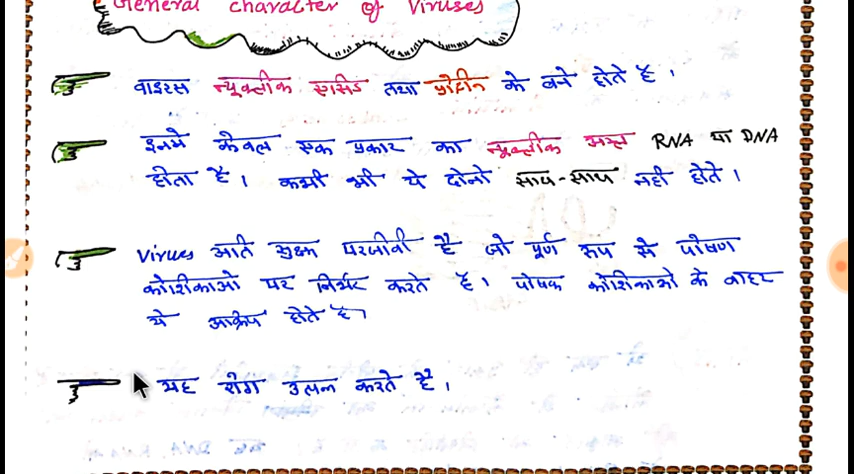 General character of Viruses
वाइरस न्यूक्लीक एसिड तथा प्रोटीन के बने होते है ।
इनमे केवल एक प्रकार का न्यूक्लीक अम्ल RNA या DNA
होता है । कभी भी ये दोनो साथ-साथ नही होते ।
Virus अति सुक्ष्म परजीवी है जो पूर्ण रूप से पोषण
कोशिकाओ पर निर्भर करते है । पोषक कोशिकाओ के बाहर
ये होते है ।
यह रोग उत्पन्न करते है ।